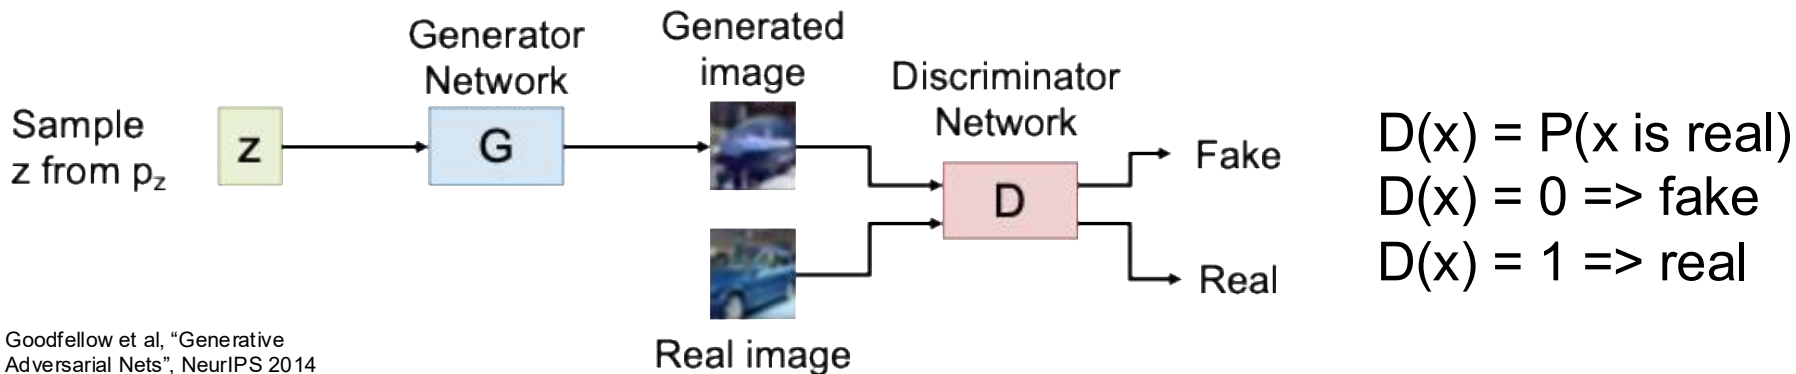 Sample
z from pz
z
Generator
Network
G
Generated
image
Real image
Discriminator
Network
D
Fake
Real
D(x) = P(x is real)
D(x) = 0 => fake
D(x) = 1 => real
Goodfellow et al, “Generative
Adversarial Nets”, NeurIPS 2014